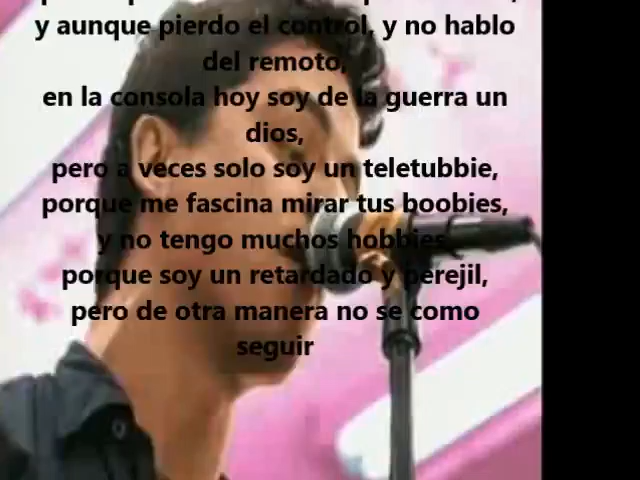 y aunque pierdo el control, y no hablo
del remoto,
en la consola hoy soy de la guerra un
dios,
pero a veces solo soy un teletubbie,
porque me fascina mirar tus boobies,
y no tengo muchos hobbies,
porque soy un retardado y perejil,
pero de otra manera no se como
seguir